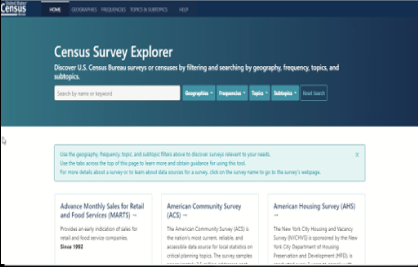 United States®
Census
Bureau
HOME GEOGRAPHIES FREQUENCIES TOPICS & SUBTOPICS HELP
Census Survey Explorer
Discover U.S. Census Bureau surveys or censuses by filtering and searching by geography, frequency, topics, and
subtopics.
Search by name or keyword Geographies Frequencies Topics Subtopics Reset Search
Use the geography, frequency, topic, and subtopic filters above to discover surveys relevant to your needs.
Use the tabs across the top of this page to learn more and obtain guidance for using this tool.
For more details about a survey or to learn about data sources for a survey, click on the survey name to go to the survey's webpage.
Advance Monthly Sales for Retail
and Food Services (MARTS) →
Provides an early indication of sales for
retail and food service companies.
Since 1992
American Community Survey
(ACS) →
The American Community Survey (ACS) is
the nation's most current, reliable, and
accessible data source for local statistics on
critical planning topics. The survey samples
American Housing Survey (AHS)
→
The New York City Housing and Vacancy
Survey (NYCHVS) is sponsored by the New
York City Department of Housing
Preservation and Development (HPD), is